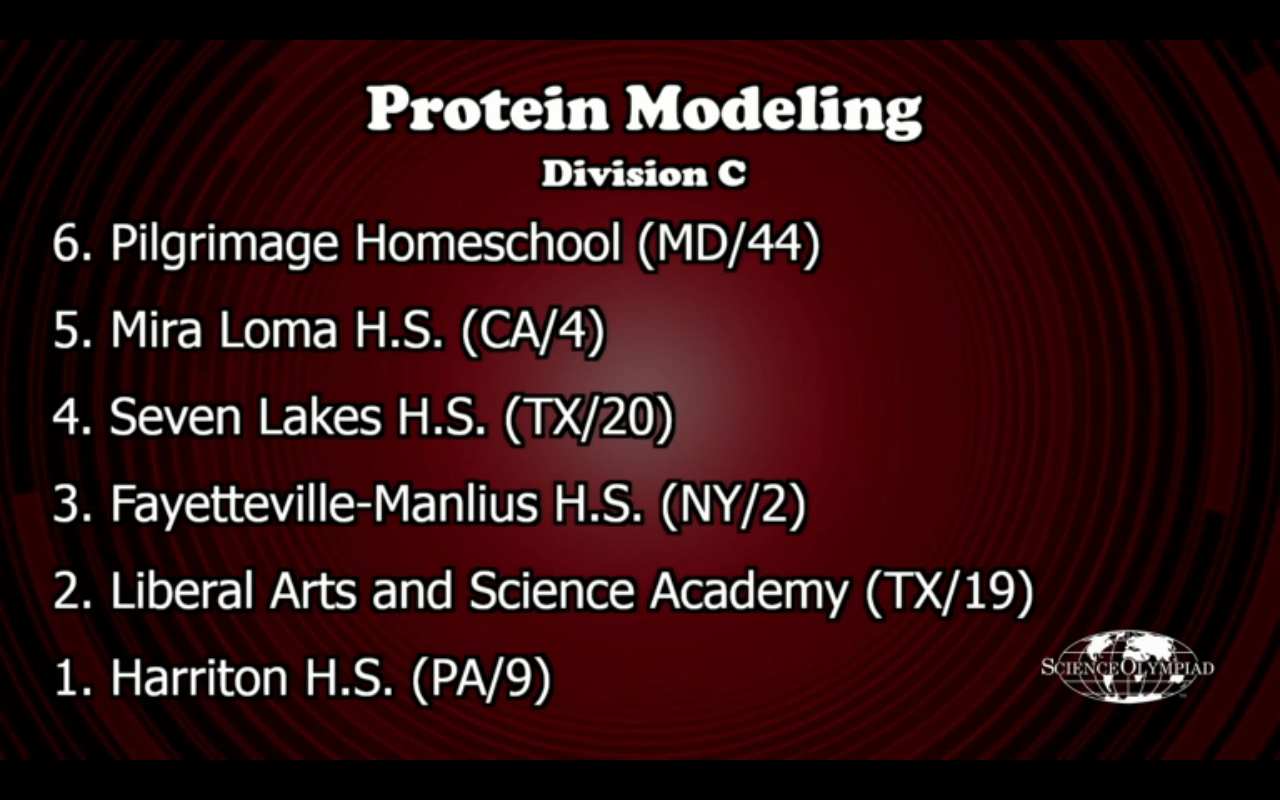 Protein Modeling
Division C
6. Pilgrimage Homeschool (MD/44)
5. Mira Loma H.S. (CA/4)
4. Seven Lakes H.S. (TX/20)
3. Fayetteville-Manlius H.S. (NY/2)
2. Liberal Arts and Science Academy (TX/19)
1. Harriton H.S. (PA/9)
SCIENCE OLYMPIAD